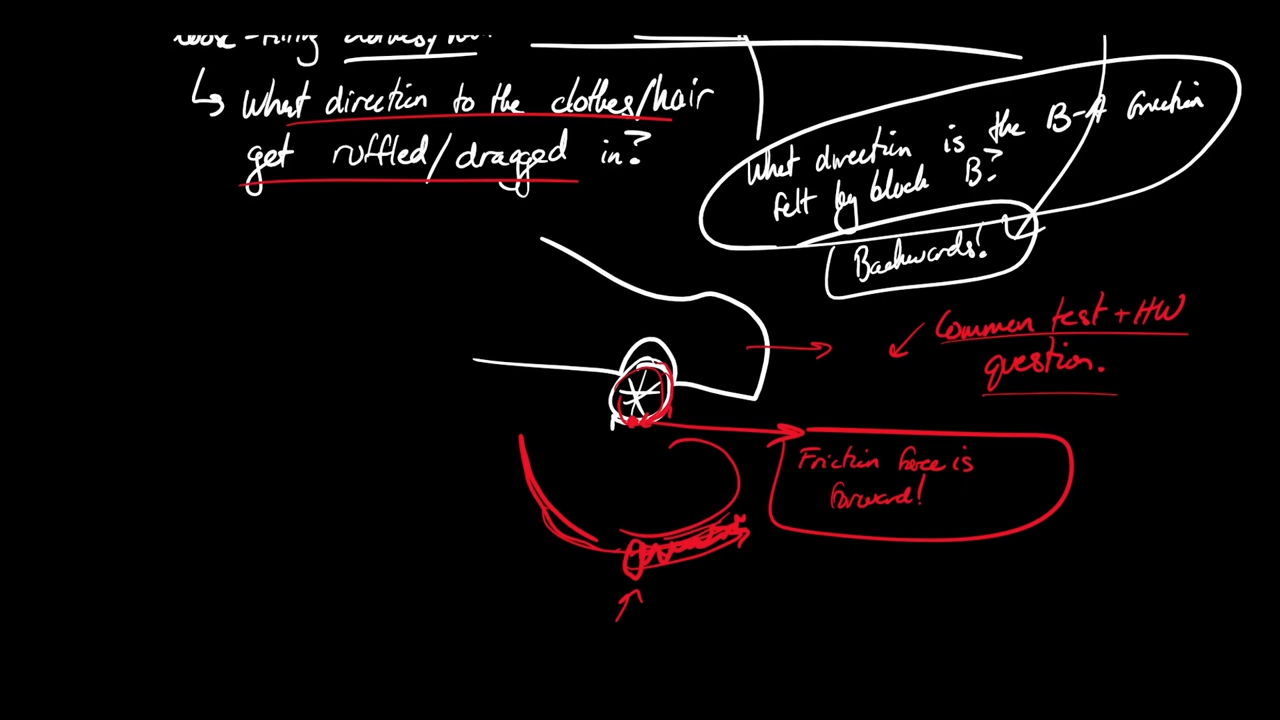 What direction to the clothes/hair
get ruffled/dragged in?
What direction is the B-A friction
felt by block B?
Backwards!
Common test + HW
question.
Friction force is
forward!